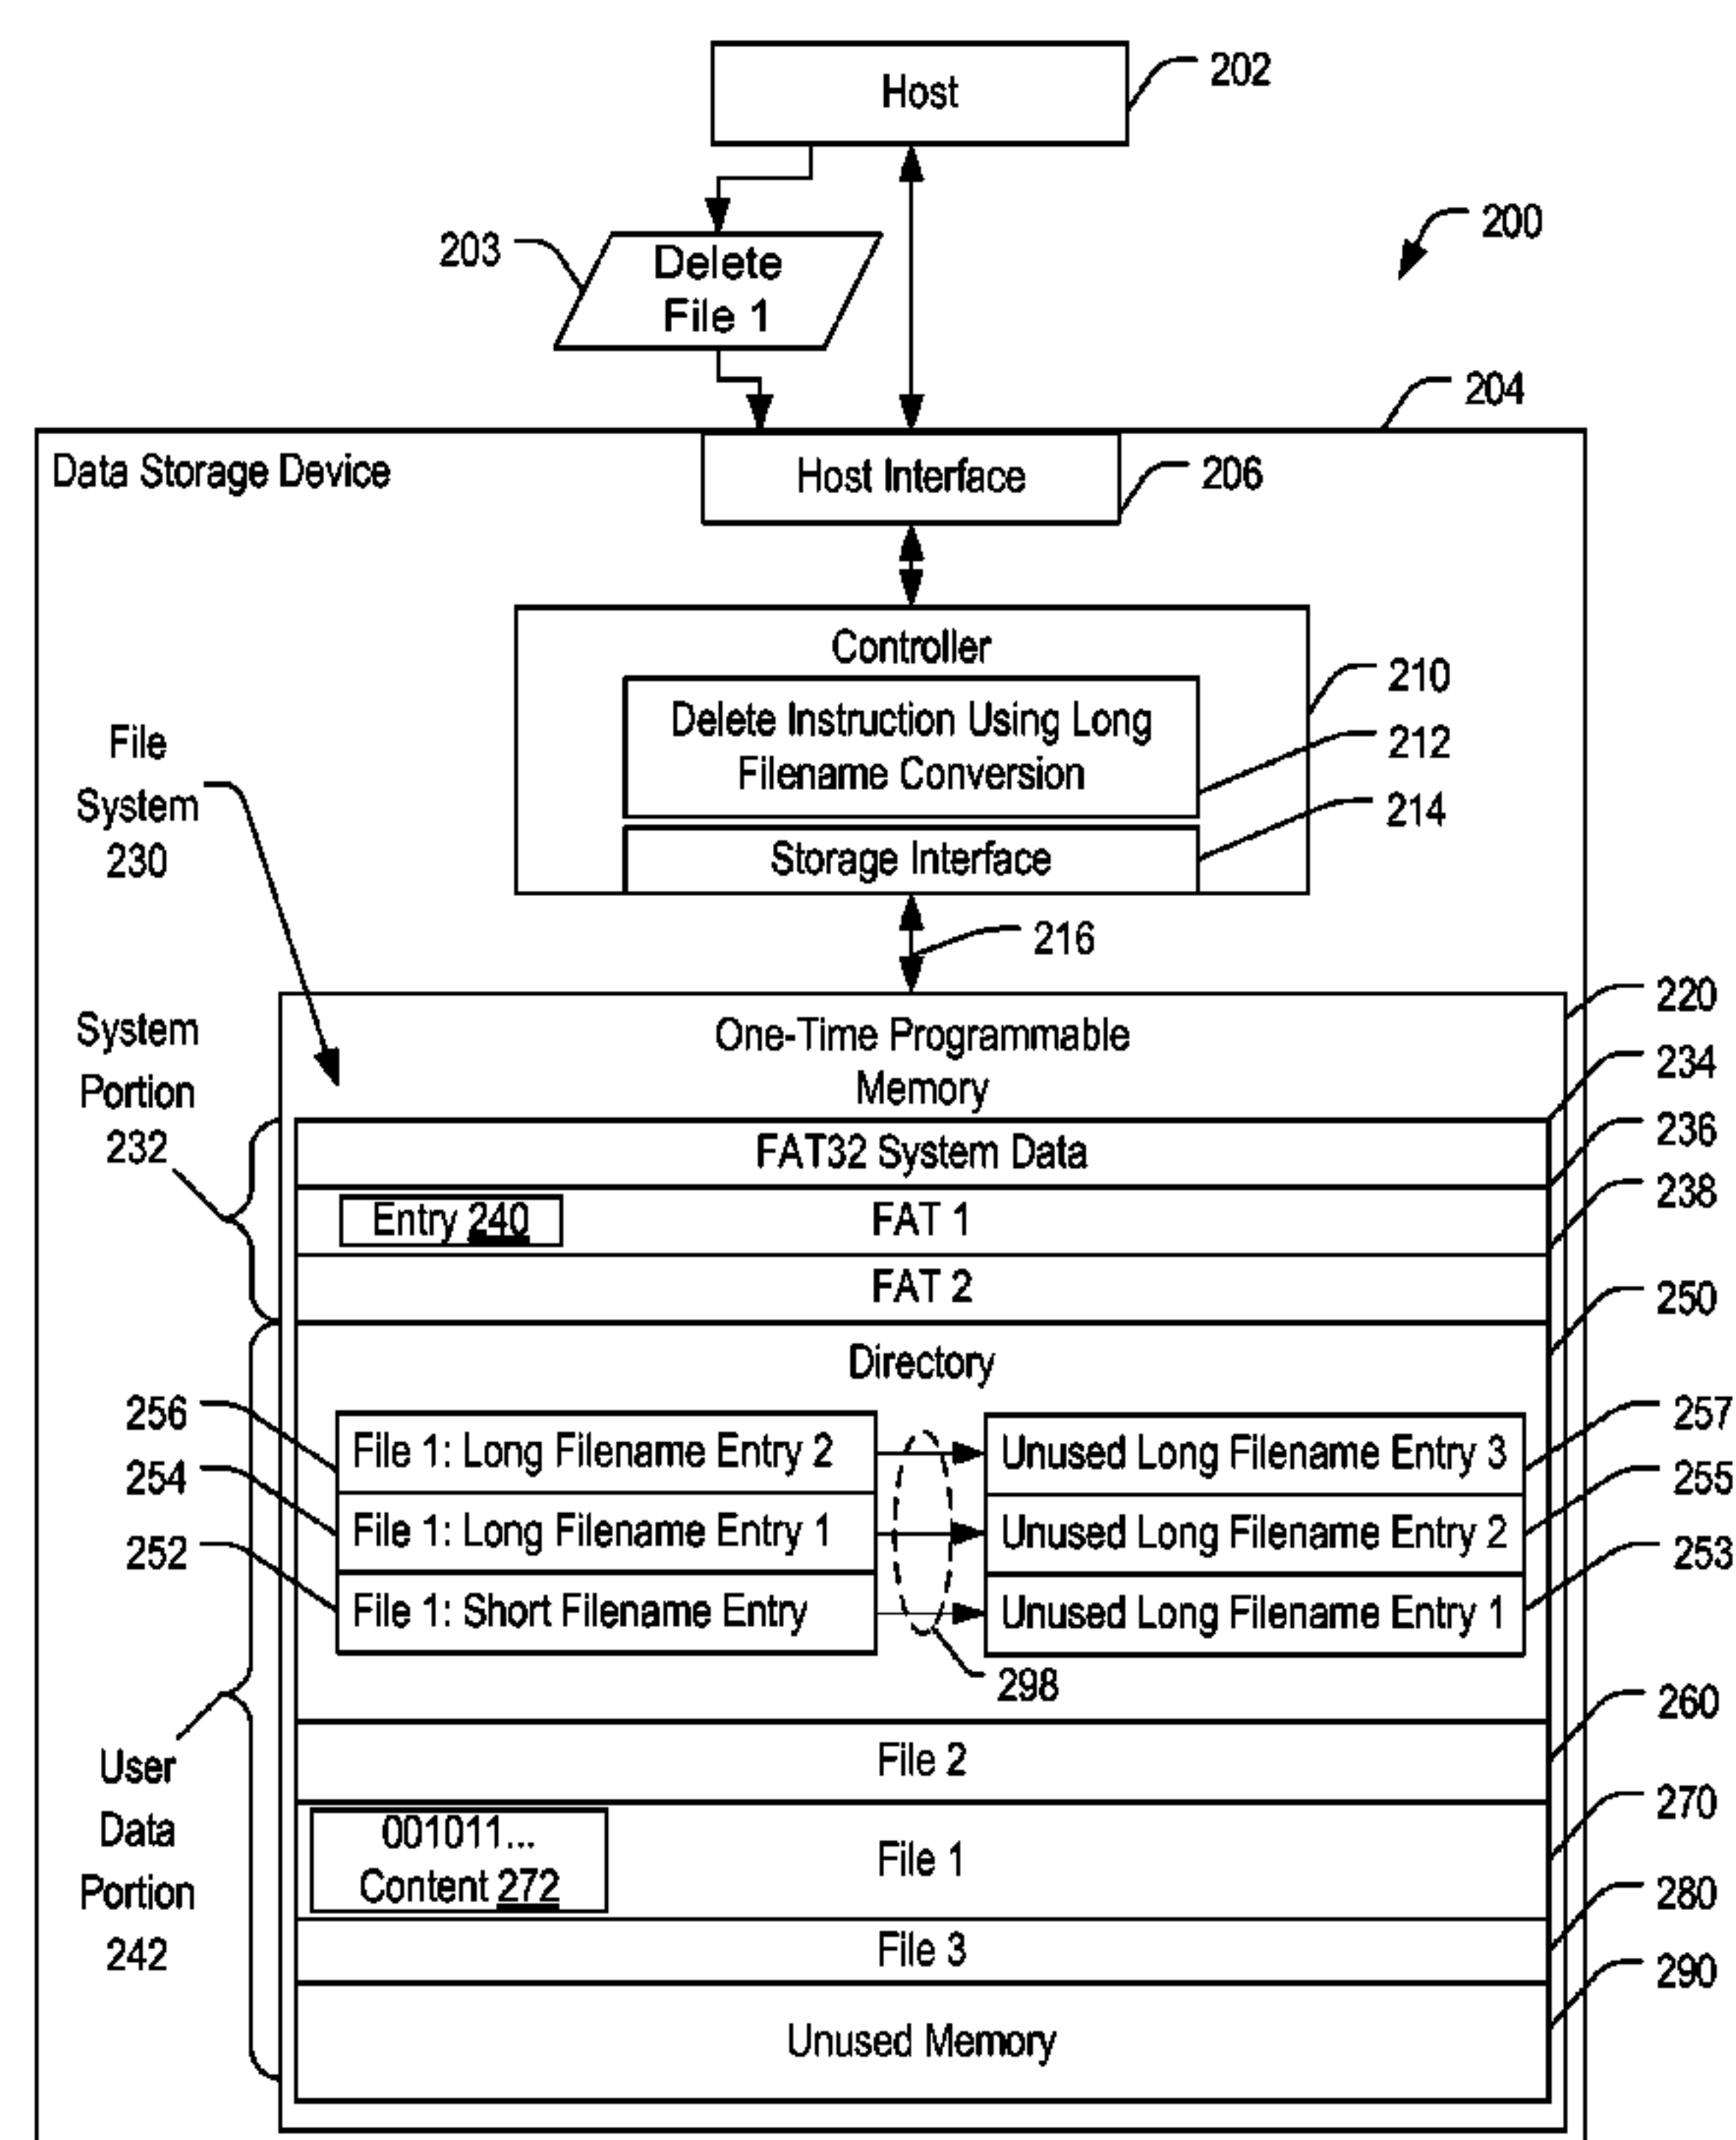 Host
202
200
203
Delete
File 1
204
Data Storage Device
Host Interface
206
Controller
210
Delete Instruction Using Long
Filename Conversion
212
214
Storage Interface
File
System
230
216
220
System
Portion
232
One-Time Programmable
Memory
234
236
238
FAT32 System Data
Entry 240
FAT 1
FAT 2
250
Directory
256
File 1: Long Filename Entry 2
Unused Long Filename Entry 3
257
254
File 1: Long Filename Entry 1
Unused Long Filename Entry 2
255
252
File 1: Short Filename Entry
Unused Long Filename Entry 1
253
298
260
User
Data
Portion
242
File 2
270
001011...
Content 272
File 1
280
File 3
290
Unused Memory